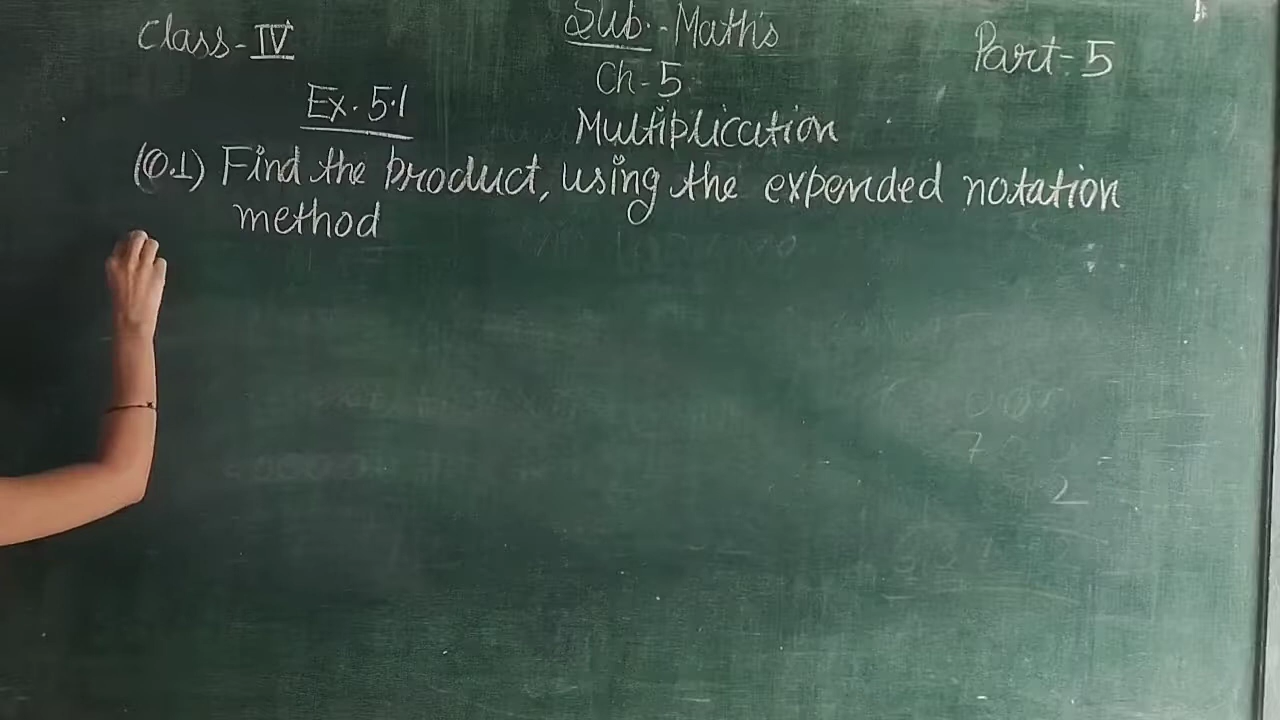 Class-IV
Sub.-Maths
Part-5
Ch-5
Ex. 5.1
Multiplication
(Q.1) Find the product, using the expended notation
method
2